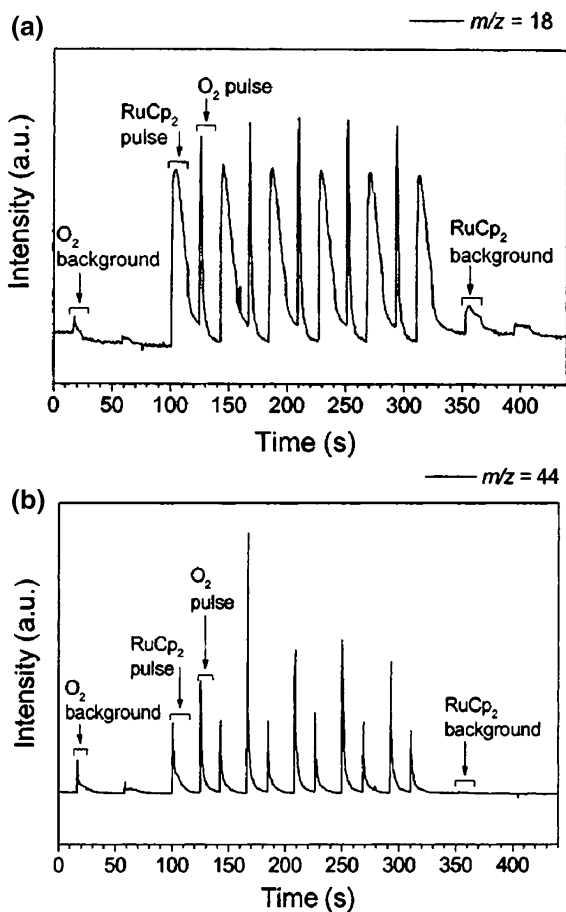 (a)
m/z = 18
O₂ pulse
RuCp₂
pulse
O₂
background
RuCp₂
background
Intensity (a.u.)
0 50 100 150 200 250 300 350 400
Time (s)
(b)
m/z = 44
O₂
pulse
RuCp₂
pulse
O₂
background
RuCp₂
background
Intensity (a.u.)
0 50 100 150 200 250 300 350 400
Time (s)